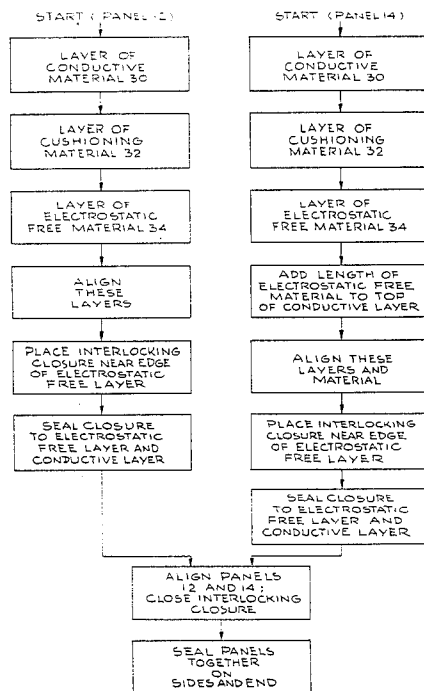 START (PANEL 12)
LAYER OF
CONDUCTIVE
MATERIAL 30
LAYER OF
CUSHIONING
MATERIAL 32
LAYER OF
ELECTROSTATIC
FREE MATERIAL 34
ALIGN
THESE
LAYERS
PLACE INTERLOCKING
CLOSURE NEAR EDGE
OF ELECTROSTATIC
FREE LAYER
SEAL CLOSURE
TO ELECTROSTATIC
FREE LAYER AND
CONDUCTIVE LAYER
START (PANEL 14)
LAYER OF
CONDUCTIVE
MATERIAL 30
LAYER OF
CUSHIONING
MATERIAL 32
LAYER OF
ELECTROSTATIC
FREE MATERIAL 34
ADD LENGTH OF
ELECTROSTATIC FREE
MATERIAL TO TOP
OF CONDUCTIVE LAYER
ALIGN THESE
LAYERS AND
MATERIAL
PLACE INTERLOCKING
CLOSURE NEAR EDGE
OF ELECTROSTATIC
FREE LAYER
SEAL CLOSURE
TO ELECTROSTATIC
FREE LAYER AND
CONDUCTIVE LAYER
ALIGN PANELS
12 AND 14;
CLOSE INTERLOCKING
CLOSURE
SEAL PANELS
TOGETHER
ON
SIDES AND END